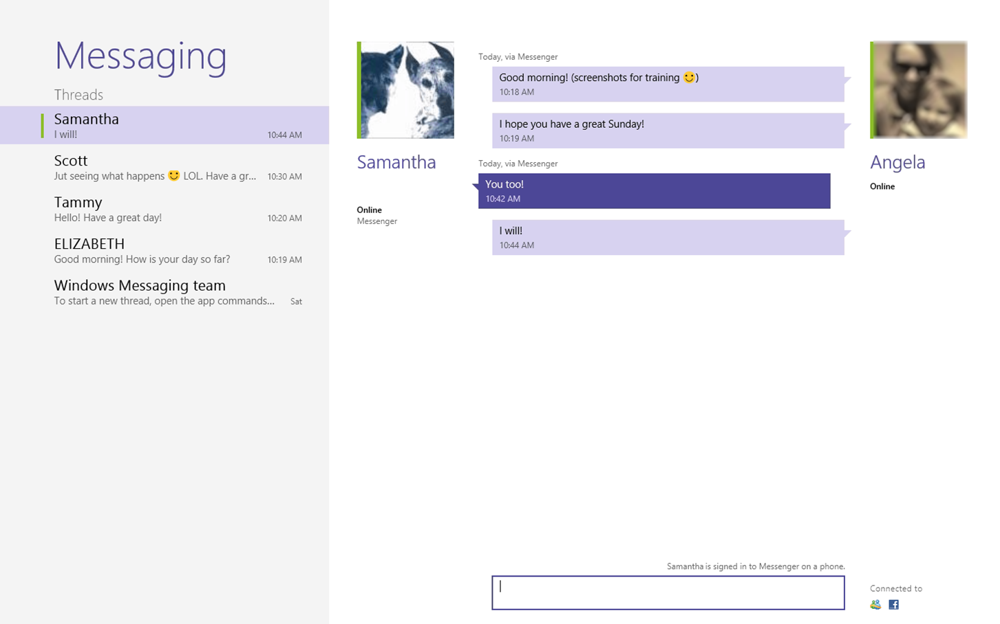 Messaging
Threads
Samantha
I will!
10:44 AM
Scott
Jut seeing what happens 🙂 LOL. Have a gr...
10:30 AM
Tammy
Hello! Have a great day!
10:20 AM
ELIZABETH
Good morning! How is your day so far?
10:19 AM
Windows Messaging team
To start a new thread, open the app commands...
Sat
Samantha
Online
Messenger
Today, via Messenger
Good morning! (screenshots for training 🙂)
10:18 AM
I hope you have a great Sunday!
10:19 AM
Today, via Messenger
You too!
10:42 AM
I will!
10:44 AM
Samantha is signed in to Messenger on a phone.
Angela
Online
Connected to